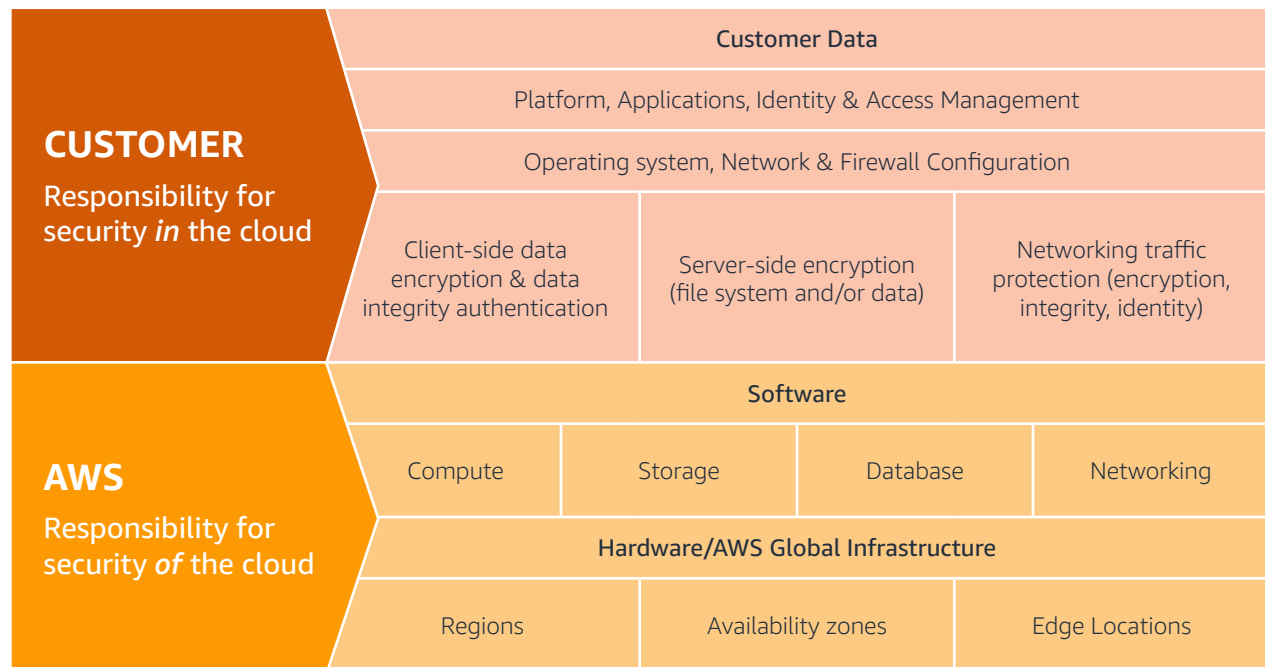 CUSTOMER
Responsibility for
security in the cloud
Customer Data
Platform, Applications, Identity & Access Management
Operating system, Network & Firewall Configuration
Client-side data
encryption & data
integrity authentication
Server-side encryption
(file system and/or data)
Networking traffic
protection (encryption,
integrity, identity)
AWS
Responsibility for
security of the cloud
Software
Compute
Storage
Database
Networking
Hardware/AWS Global Infrastructure
Regions
Availability zones
Edge Locations